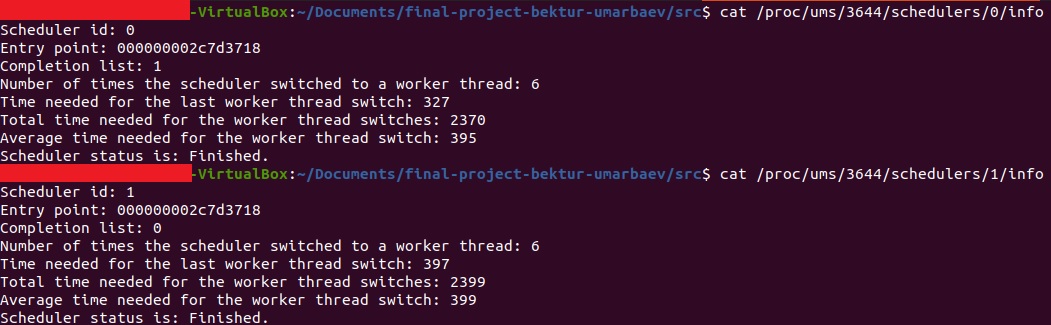 -VirtualBox:~/Documents/final-project-bektur-umarbaev/src$ cat /proc/ums/3644/schedulers/0/info
Scheduler id: 0
Entry point: 000000002c7d3718
Completion list: 1
Number of times the scheduler switched to a worker thread: 6
Time needed for the last worker thread switch: 327
Total time needed for the worker thread switches: 2370
Average time needed for the worker thread switch: 395
Scheduler status is: Finished.
-VirtualBox:~/Documents/final-project-bektur-umarbaev/src$ cat /proc/ums/3644/schedulers/1/info
Scheduler id: 1
Entry point: 000000002c7d3718
Completion list: 0
Number of times the scheduler switched to a worker thread: 6
Time needed for the last worker thread switch: 397
Total time needed for the worker thread switches: 2399
Average time needed for the worker thread switch: 399
Scheduler status is: Finished.